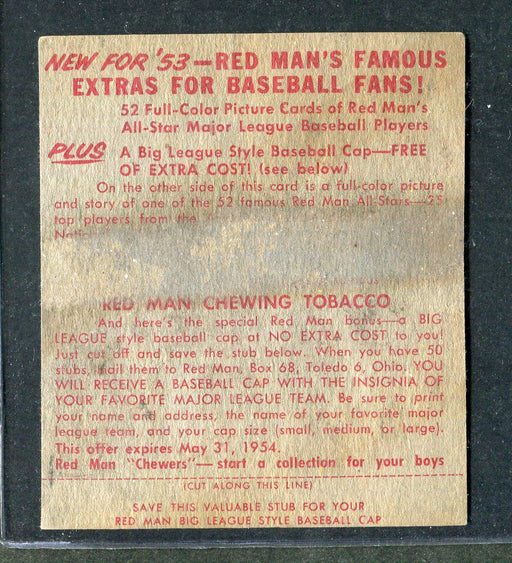 NEW FOR '53—RED MAN'S FAMOUS
EXTRAS FOR BASEBALL FANS!
52 Full-Color Picture Cards of Red Man's
All-Star Major League Baseball Players
PLUS A Big League Style Baseball Cap—FREE
OF EXTRA COST! (see below)
On the other side of this card is a full-color picture
and story of one of the 52 famous Red Man All-Stars—25
top players from the
RED MAN CHEWING TOBACCO
And here's the special Red Man bonus—a BIG
LEAGUE style baseball cap at NO EXTRA COST to you!
Just cut off and save the stub below. When you have 50
stubs, mail them to Red Man, Box 68, Toledo 6, Ohio. YOU
WILL RECEIVE A BASEBALL CAP WITH THE INSIGNIA OF
YOUR FAVORITE MAJOR LEAGUE TEAM. Be sure to print
your name and address, the name of your favorite major
league team, and your cap size (small, medium, or large).
This offer expires May 31, 1954.
Red Man "Chewers"—start a collection for your boys
(CUT ALONG THIS LINE)
SAVE THIS VALUABLE STUB FOR YOUR
RED MAN BIG LEAGUE STYLE BASEBALL CAP